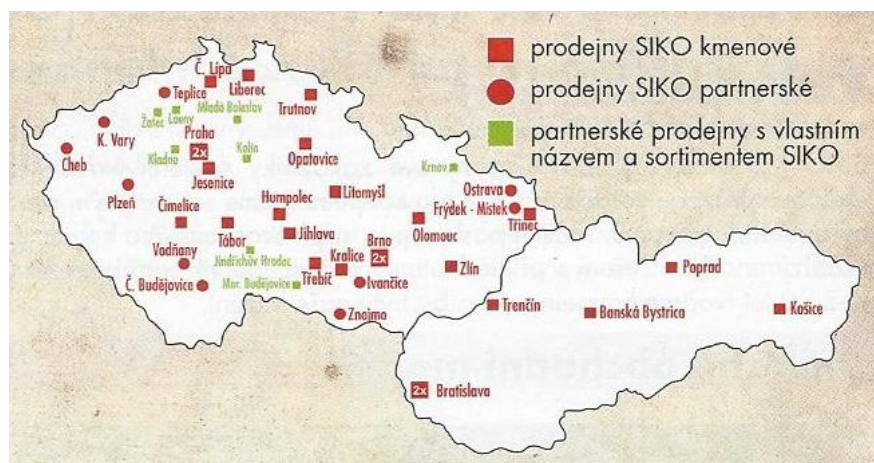 prodejny SIKO kmenové
prodejny SIKO partnerské
partnerské prodejny s vlastním
názvem a sortimentem SIKO
Č. Lípa
Liberec
Teplice
Trutnov
Mladá Boleslav
Louny
Žatec
K. Vary
Praha
2x
Kolín
Opatovice
Cheb
Kladno
Jesenice
Krnov
Plzeň
Humpolec
Litomyšl
Ostrava
Čimelice
Frýdek - Místek
Třinec
Tábor
Jihlava
Olomouc
Brno
2x
Vodňany
Jindřichův Hradec
Kralice
Zlín
Poprad
Č. Budějovice
Mor. Budějovice
Třebíč
Ivančice
Trenčín
Banská Bystrica
Košice
Znojmo
2x
Bratislava